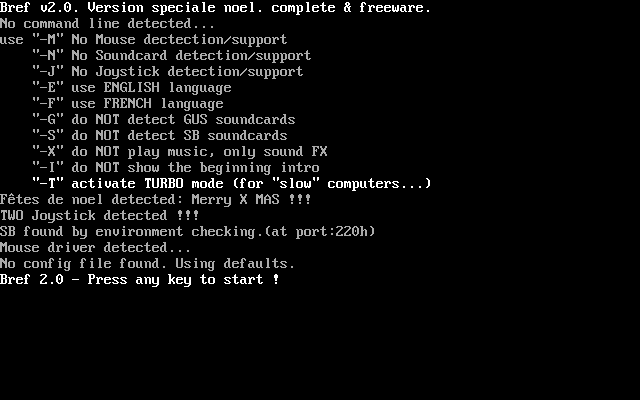 Bref v2.0. Version speciale noel. complete & freeware.
No command line detected...
use "-M" No Mouse dectection/support
"-N" No Soundcard detection/support
"-J" No Joystick detection/support
"-E" use ENGLISH language
"-F" use FRENCH language
"-G" do NOT detect GUS soundcards
"-S" do NOT detect SB soundcards
"-X" do NOT play music, only sound FX
"-I" do NOT show the beginning intro
"-T" activate TURBO mode (for "slow" computers...)
Fêtes de noel detected: Merry X MAS !!!
TWO Joystick detected !!!
SB found by environment checking.(at port:220h)
Mouse driver detected...
No config file found. Using defaults.
Bref 2.0 - Press any key to start !